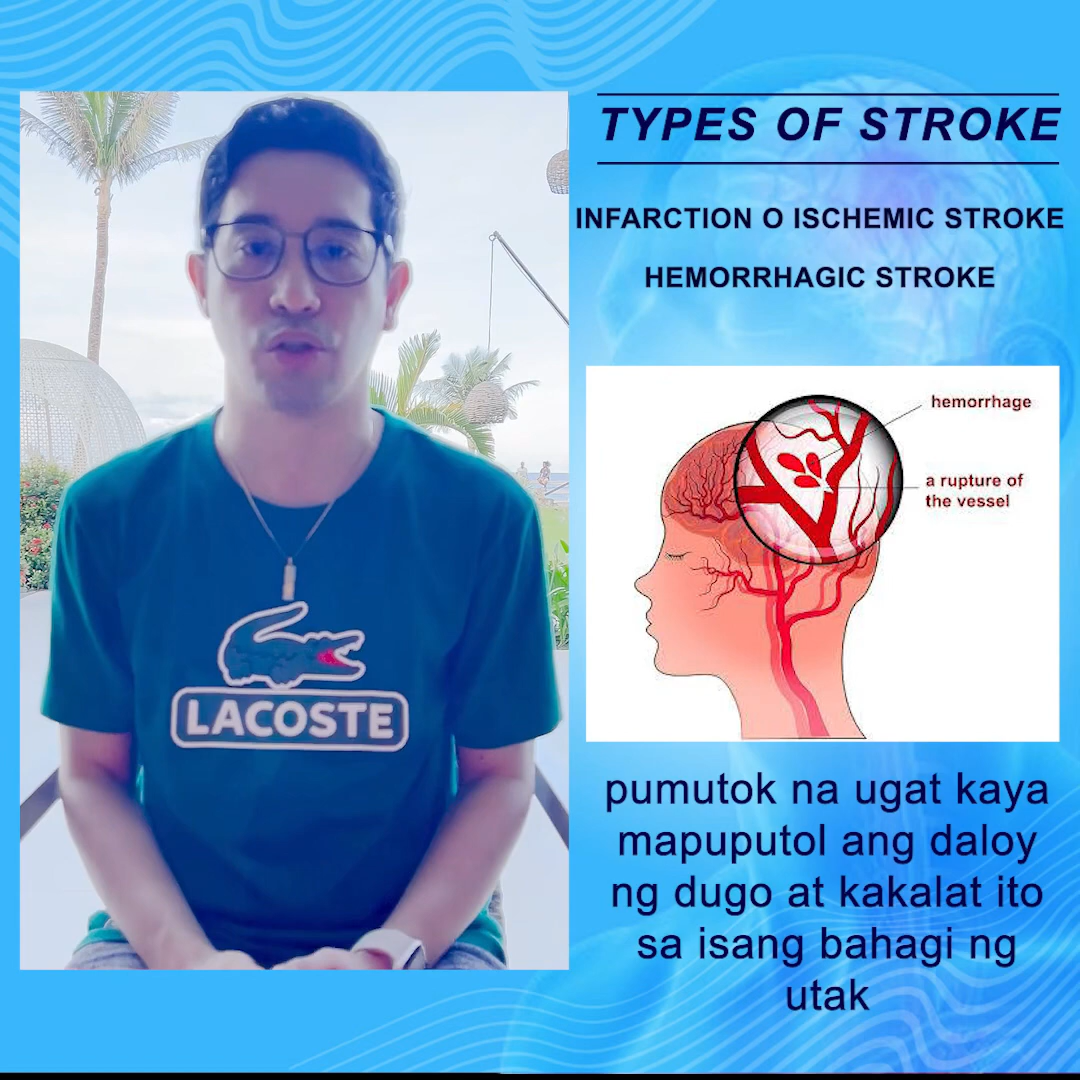 TYPES OF STROKE
INFARCTION O ISCHEMIC STROKE
HEMORRHAGIC STROKE
hemorrhage
a rupture of
the vessel
LACOSTE
pumutok na ugat kaya
mapuputol ang daloy
ng dugo at kakalat ito
sa isang bahagi ng
utak